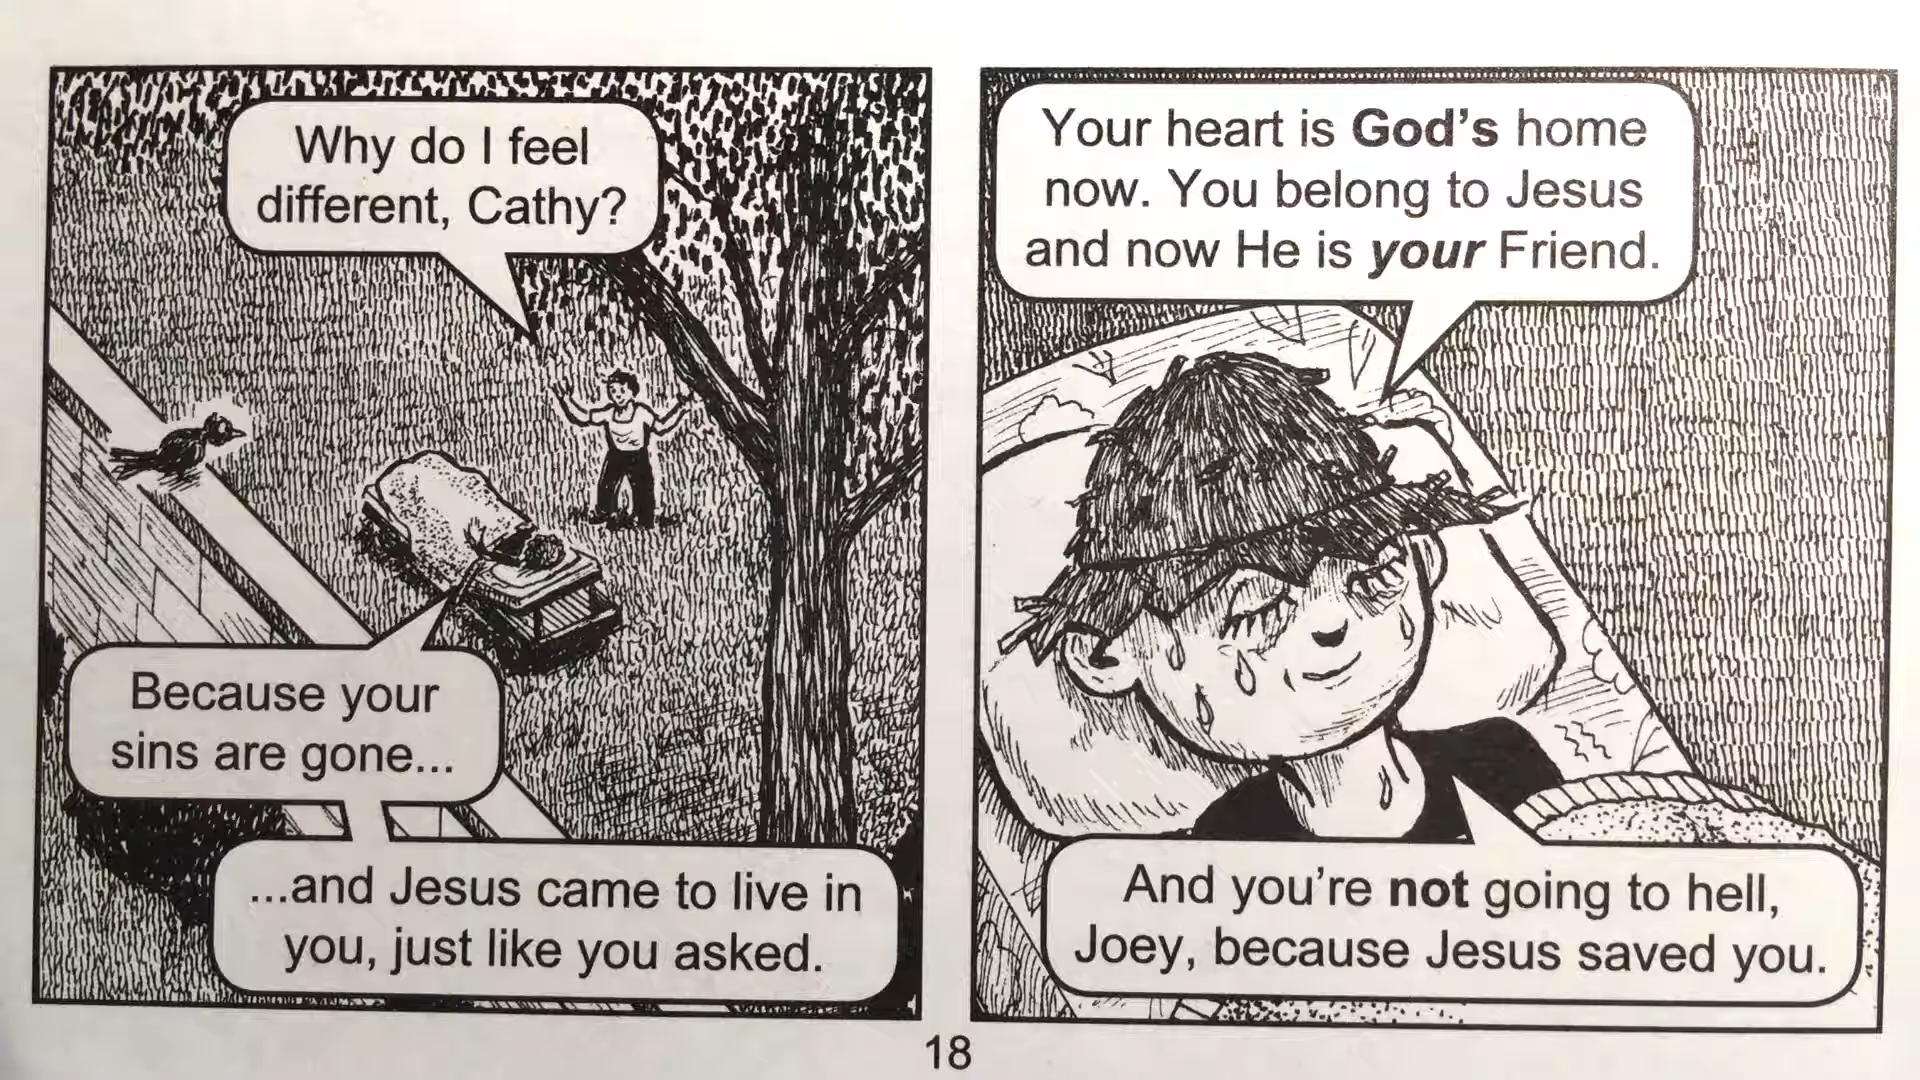 Why do I feel
different, Cathy?
Because your
sins are gone...
...and Jesus came to live in
you, just like you asked.
Your heart is God's home
now. You belong to Jesus
and now He is your Friend.
And you're not going to hell,
Joey, because Jesus saved you.
18